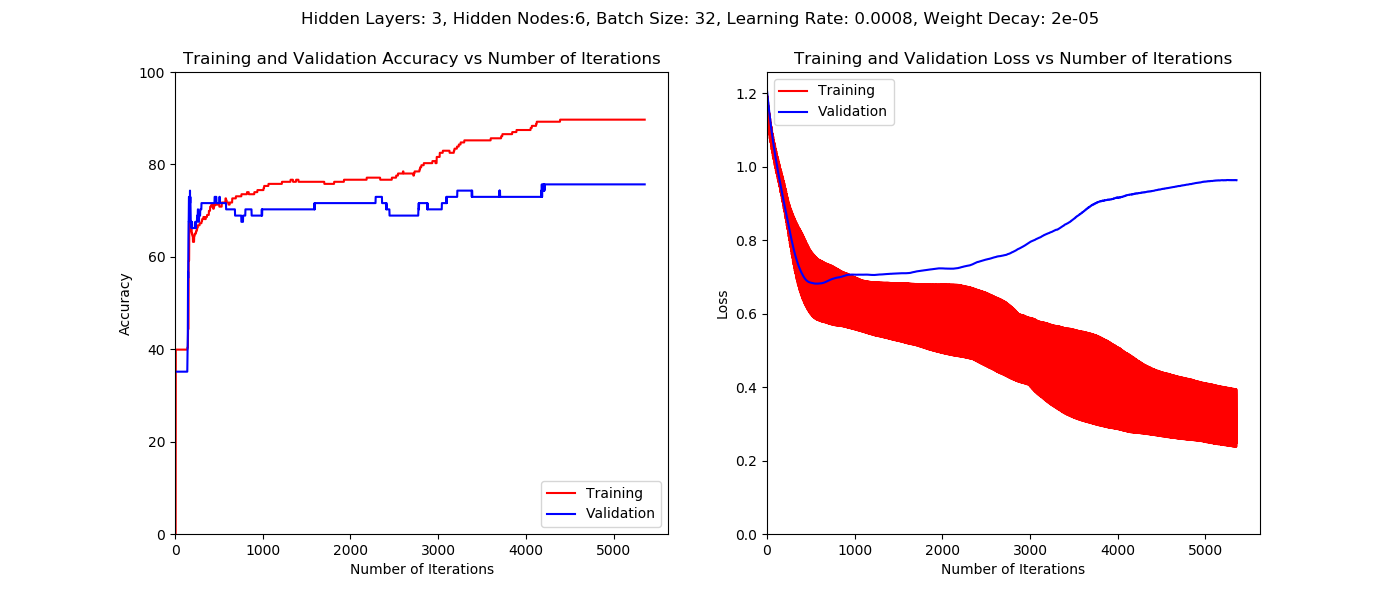 Hidden Layers: 3, Hidden Nodes:6, Batch Size: 32, Learning Rate: 0.0008, Weight Decay: 2e-05
Training and Validation Accuracy vs Number of Iterations
100
80
60
40
20
0
Accuracy
0 1000 2000 3000 4000 5000
Number of Iterations
Training
Validation
Training and Validation Loss vs Number of Iterations
1.2
1.0
0.8
0.6
0.4
0.2
0.0
Loss
0 1000 2000 3000 4000 5000
Number of Iterations
Training
Validation